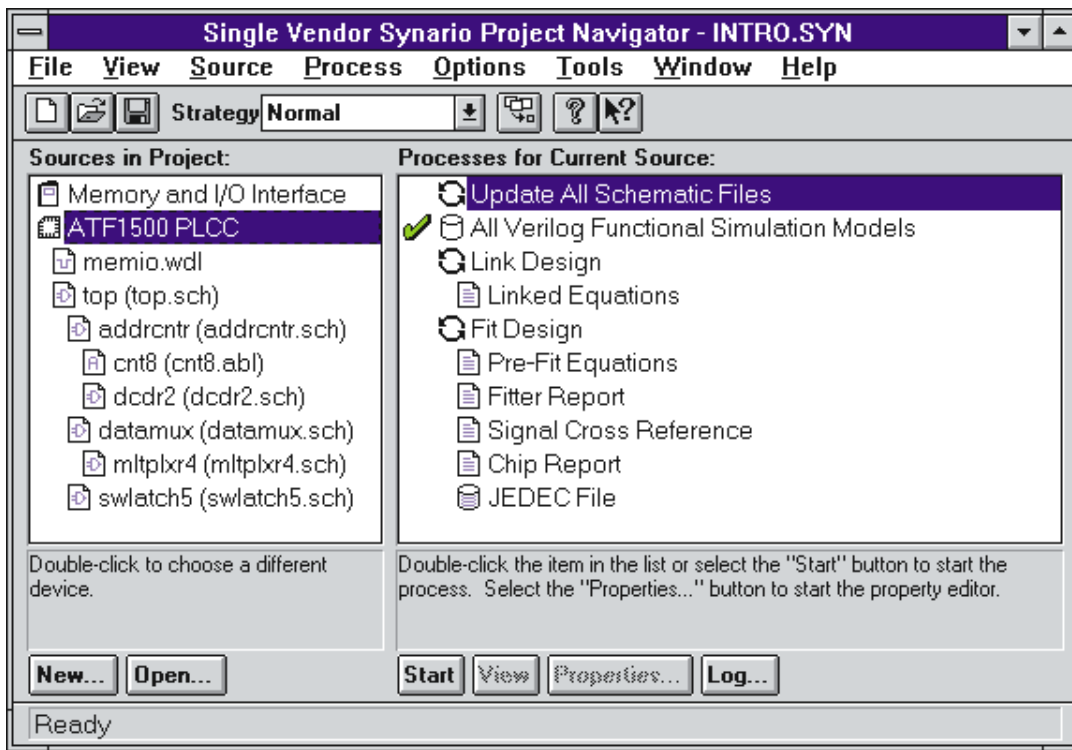 Single Vendor Synario Project Navigator - INTRO.SYN
File View Source Process Options Tools Window Help
Strategy Normal
Sources in Project:
Memory and I/O Interface
ATF1500 PLCC
memio.wdl
top (top.sch)
addrcntr (addrcntr.sch)
cnt8 (cnt8.abl)
dcdr2 (dcdr2.sch)
datamux (datamux.sch)
mltplxr4 (mltplxr4.sch)
swlatch5 (swlatch5.sch)
Double-click to choose a different
device.
New... Open...
Processes for Current Source:
Update All Schematic Files
All Verilog Functional Simulation Models
Link Design
Linked Equations
Fit Design
Pre-Fit Equations
Fitter Report
Signal Cross Reference
Chip Report
JEDEC File
Double-click the item in the list or select the "Start" button to start the
process. Select the "Properties..." button to start the property editor.
Start View Properties... Log...
Ready